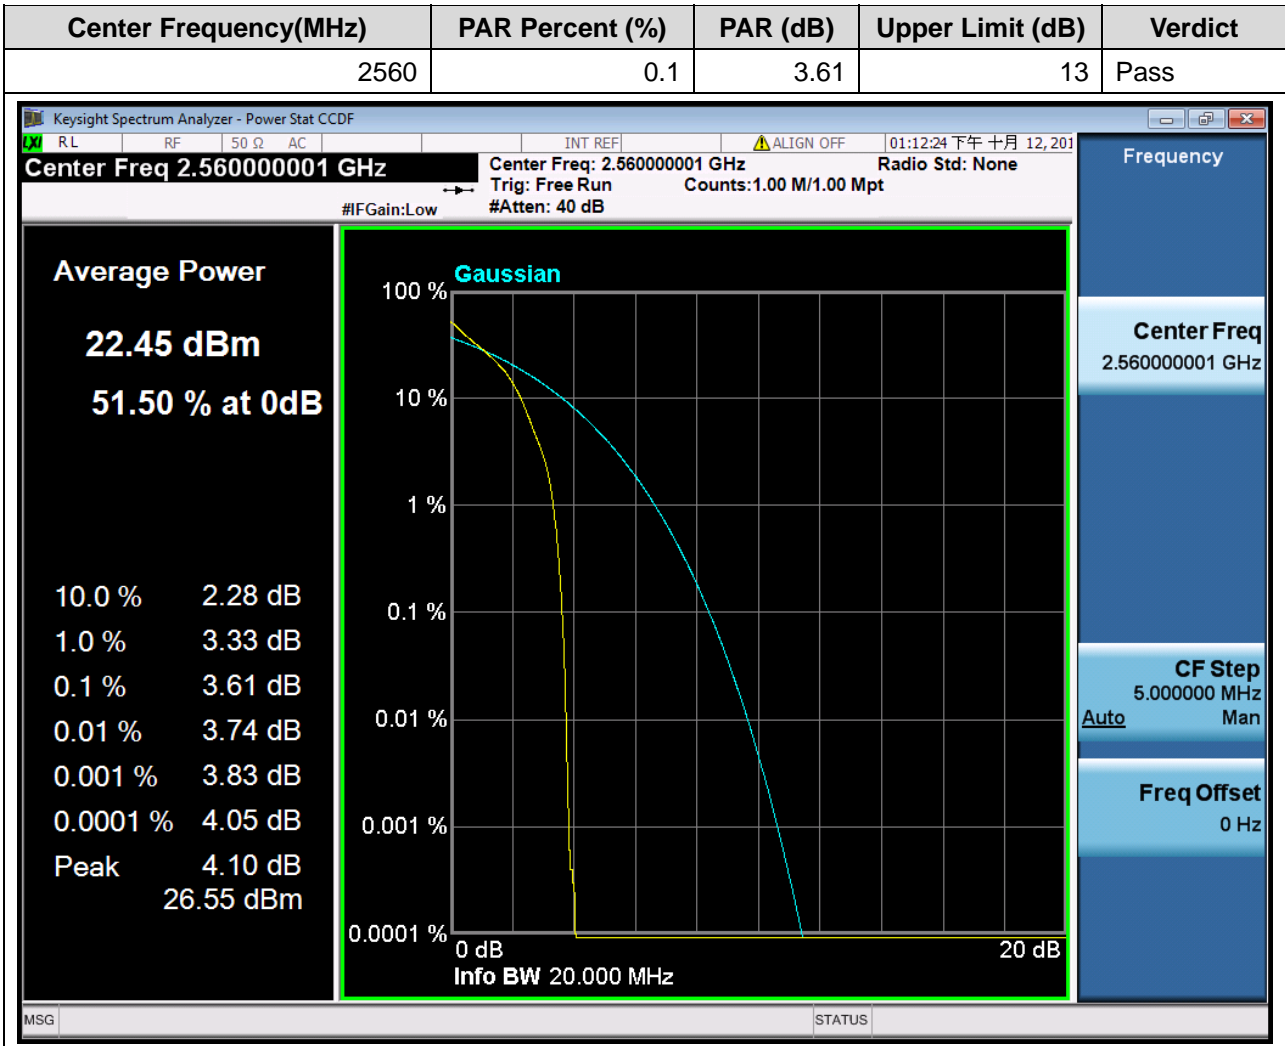 Center Frequency(MHz) PAR Percent (%) PAR (dB) Upper Limit (dB) Verdict
2560 0.1 3.61 13 Pass
Keysight Spectrum Analyzer - Power Stat CCDF
LXI RL RF 50 Ω AC INT REF ALIGN OFF 01:12:24 下午 十月 12, 201
Center Freq 2.560000001 GHz
Center Freq: 2.560000001 GHz Radio Std: None
Trig: Free Run Counts:1.00 M/1.00 Mpt
#IFGain:Low #Atten: 40 dB
Average Power
22.45 dBm
51.50 % at 0dB
10.0 % 2.28 dB
1.0 % 3.33 dB
0.1 % 3.61 dB
0.01 % 3.74 dB
0.001 % 3.83 dB
0.0001 % 4.05 dB
Peak 4.10 dB
26.55 dBm
Gaussian
100 %
10 %
1 %
0.1 %
0.01 %
0.001 %
0.0001 %
0 dB 20 dB
Info BW 20.000 MHz
Frequency
Center Freq
2.560000001 GHz
CF Step
5.000000 MHz
Auto Man
Freq Offset
0 Hz
MSG STATUS